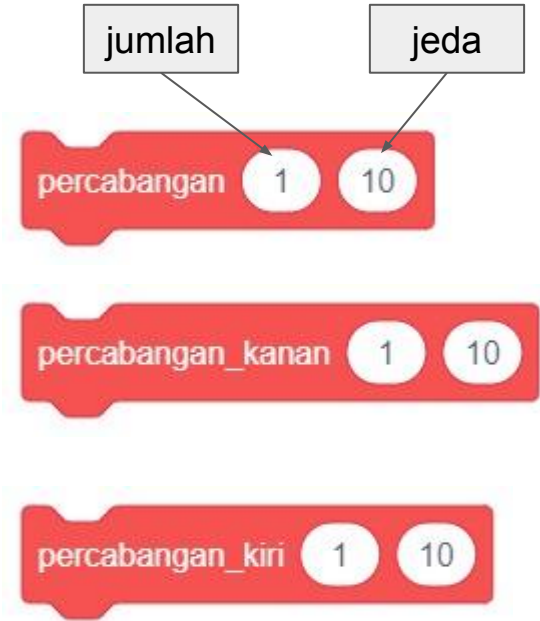 jumlah jeda
percabangan 1 10
percabangan_kanan 1 10
percabangan_kiri 1 10